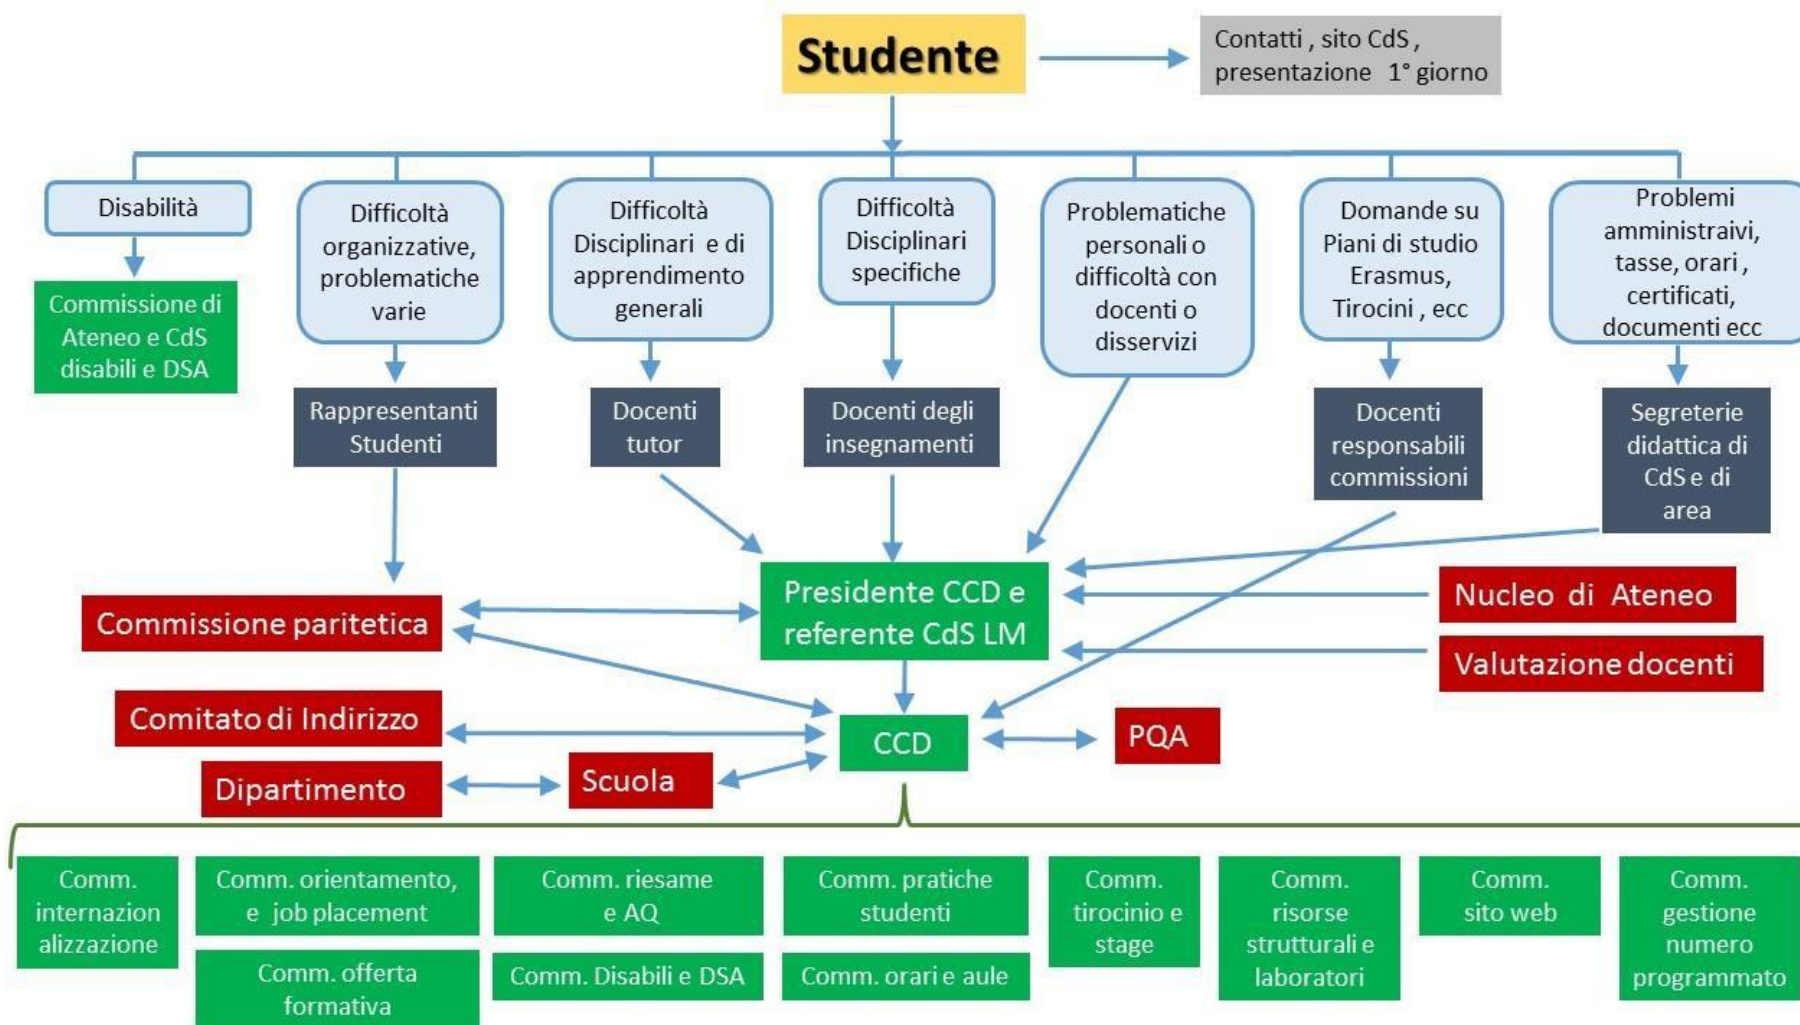 Studente
Contatti , sito CdS ,
presentazione 1° giorno
Disabilità
Difficoltà
organizzative,
problematiche
varie
Difficoltà
Disciplinari e di
apprendimento
generali
Difficoltà
Disciplinari
specifiche
Problematiche
personali o
difficoltà con
docenti o
disservizi
Domande su
Piani di studio
Erasmus,
Tirocini , ecc
Problemi
amministraivi,
tasse, orari ,
certificati,
documenti ecc
Commissione di
Ateneo e CdS
disabili e DSA
Rappresentanti
Studenti
Docenti
tutor
Docenti degli
insegnamenti
Docenti
responsabili
commissioni
Segreterie
didattica di
CdS e di
area
Commissione paritetica
Presidente CCD e
referente CdS LM
Nucleo di Ateneo
Valutazione docenti
Comitato di Indirizzo
CCD
PQA
Dipartimento
Scuola
Comm.
internazion
alizzazione
Comm. orientamento,
e job placement
Comm. riesame
e AQ
Comm. pratiche
studenti
Comm.
tirocinio e
stage
Comm.
risorse
strutturali e
laboratori
Comm.
sito web
Comm.
gestione
numero
programmato
Comm. offerta
formativa
Comm. Disabili e DSA
Comm. orari e aule